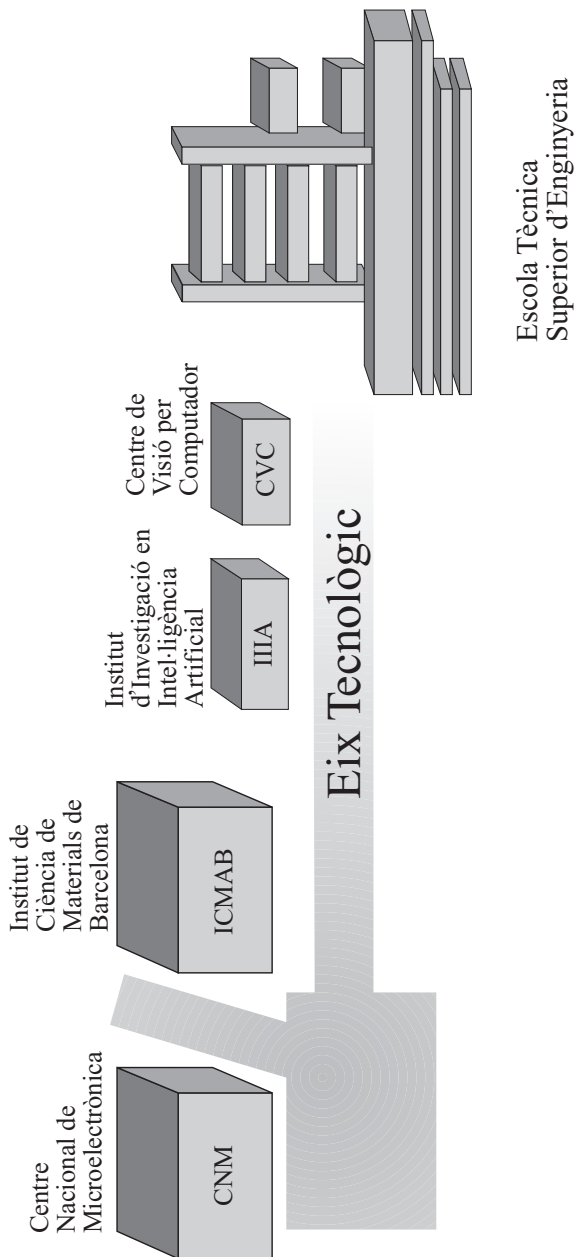 Centre
Nacional de
Microelectrònica
CNM
Institut de
Ciència de
Materials de
Barcelona
ICMAB
Institut
d’Investigació en
Intel·ligència
Artificial
IIIA
Centre de
Visió per
Computador
CVC
Eix Tecnològic
Escola Tècnica
Superior d’Enginyeria